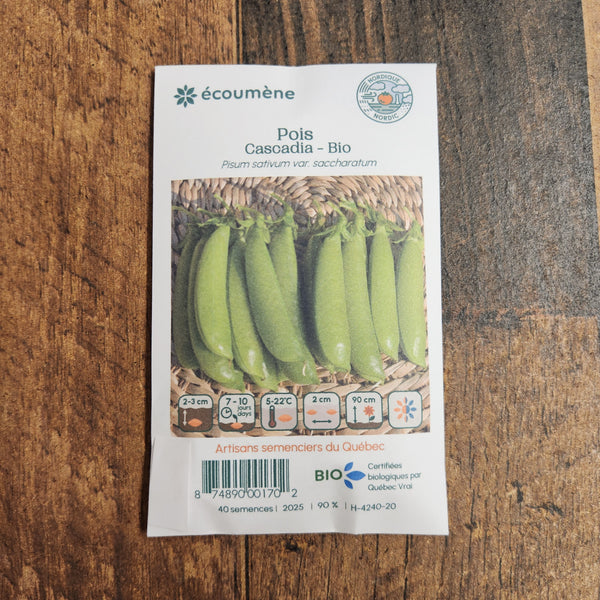 écoumène
NORDIQUE
NORDIC
Pois
Cascadia - Bio
Pisum sativum var. saccharatum
2-3 cm
7 - 10
jours
days
5-22°C
2 cm
90 cm
Artisans semenciers du Québec
8 74890 00170 2
BIO
Certifiées
biologiques par
Québec Vrai
40 semences | 2025 | 90 % | H-4240-20